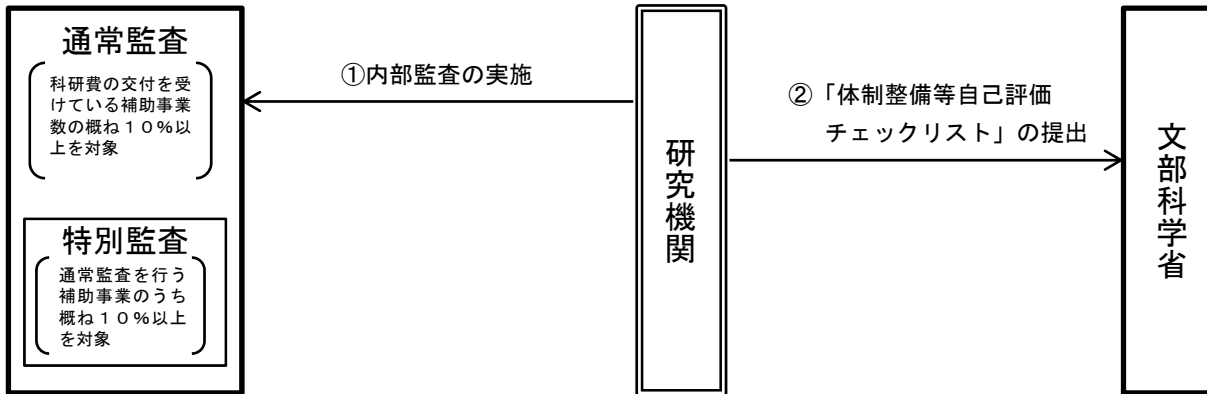 通常監査
科研費の交付を受
けている補助事業
数の概ね１０％以
上を対象
特別監査
通常監査を行う
補助事業のうち
概ね１０％以上
を対象
①内部監査の実施
研究機関
②「体制整備等自己評価
チェックリスト」の提出
文部科学省